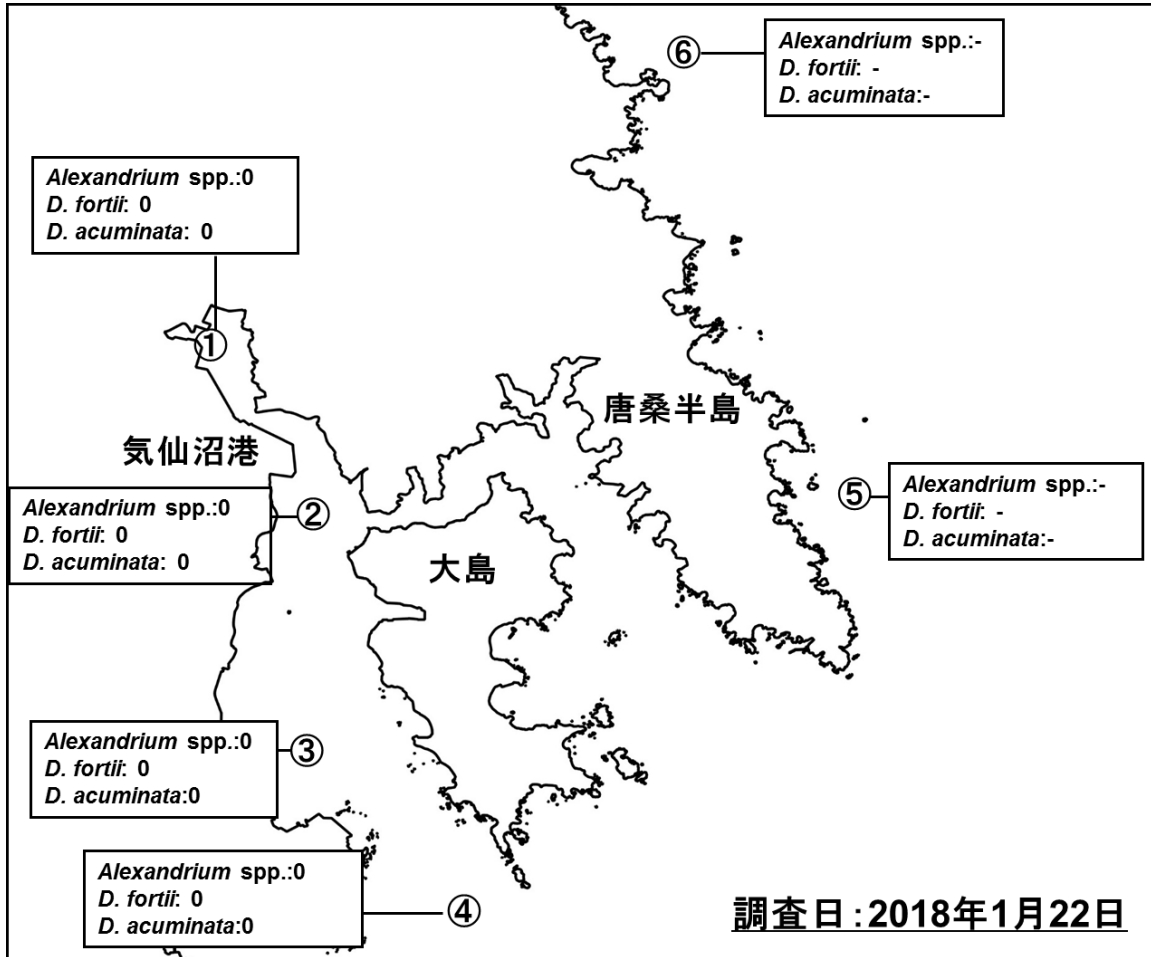 ⑥
Alexandrium spp.:-
D. fortii: -
D. acuminata:-
Alexandrium spp.:0
D. fortii: 0
D. acuminata: 0
①
唐桑半島
気仙沼港
⑤
Alexandrium spp.:-
D. fortii: -
D. acuminata:-
Alexandrium spp.:0
D. fortii: 0
D. acuminata: 0
②
大島
Alexandrium spp.:0
D. fortii: 0
D. acuminata:0
③
Alexandrium spp.:0
D. fortii: 0
D. acuminata:0
④
調査日:2018年1月22日